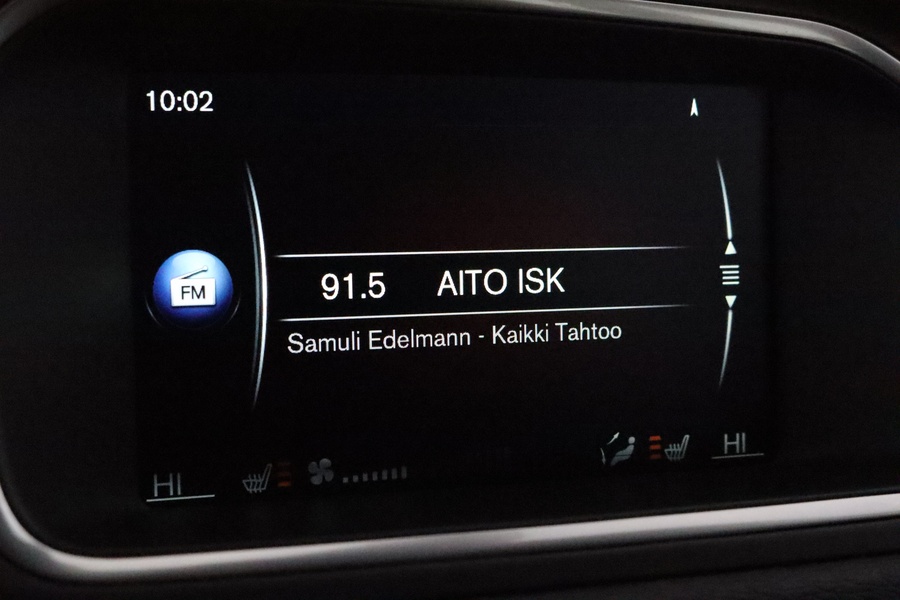 10:02
FM
91.5 AITO ISK
Samuli Edelmann - Kaikki Tahtoo
HI
HI